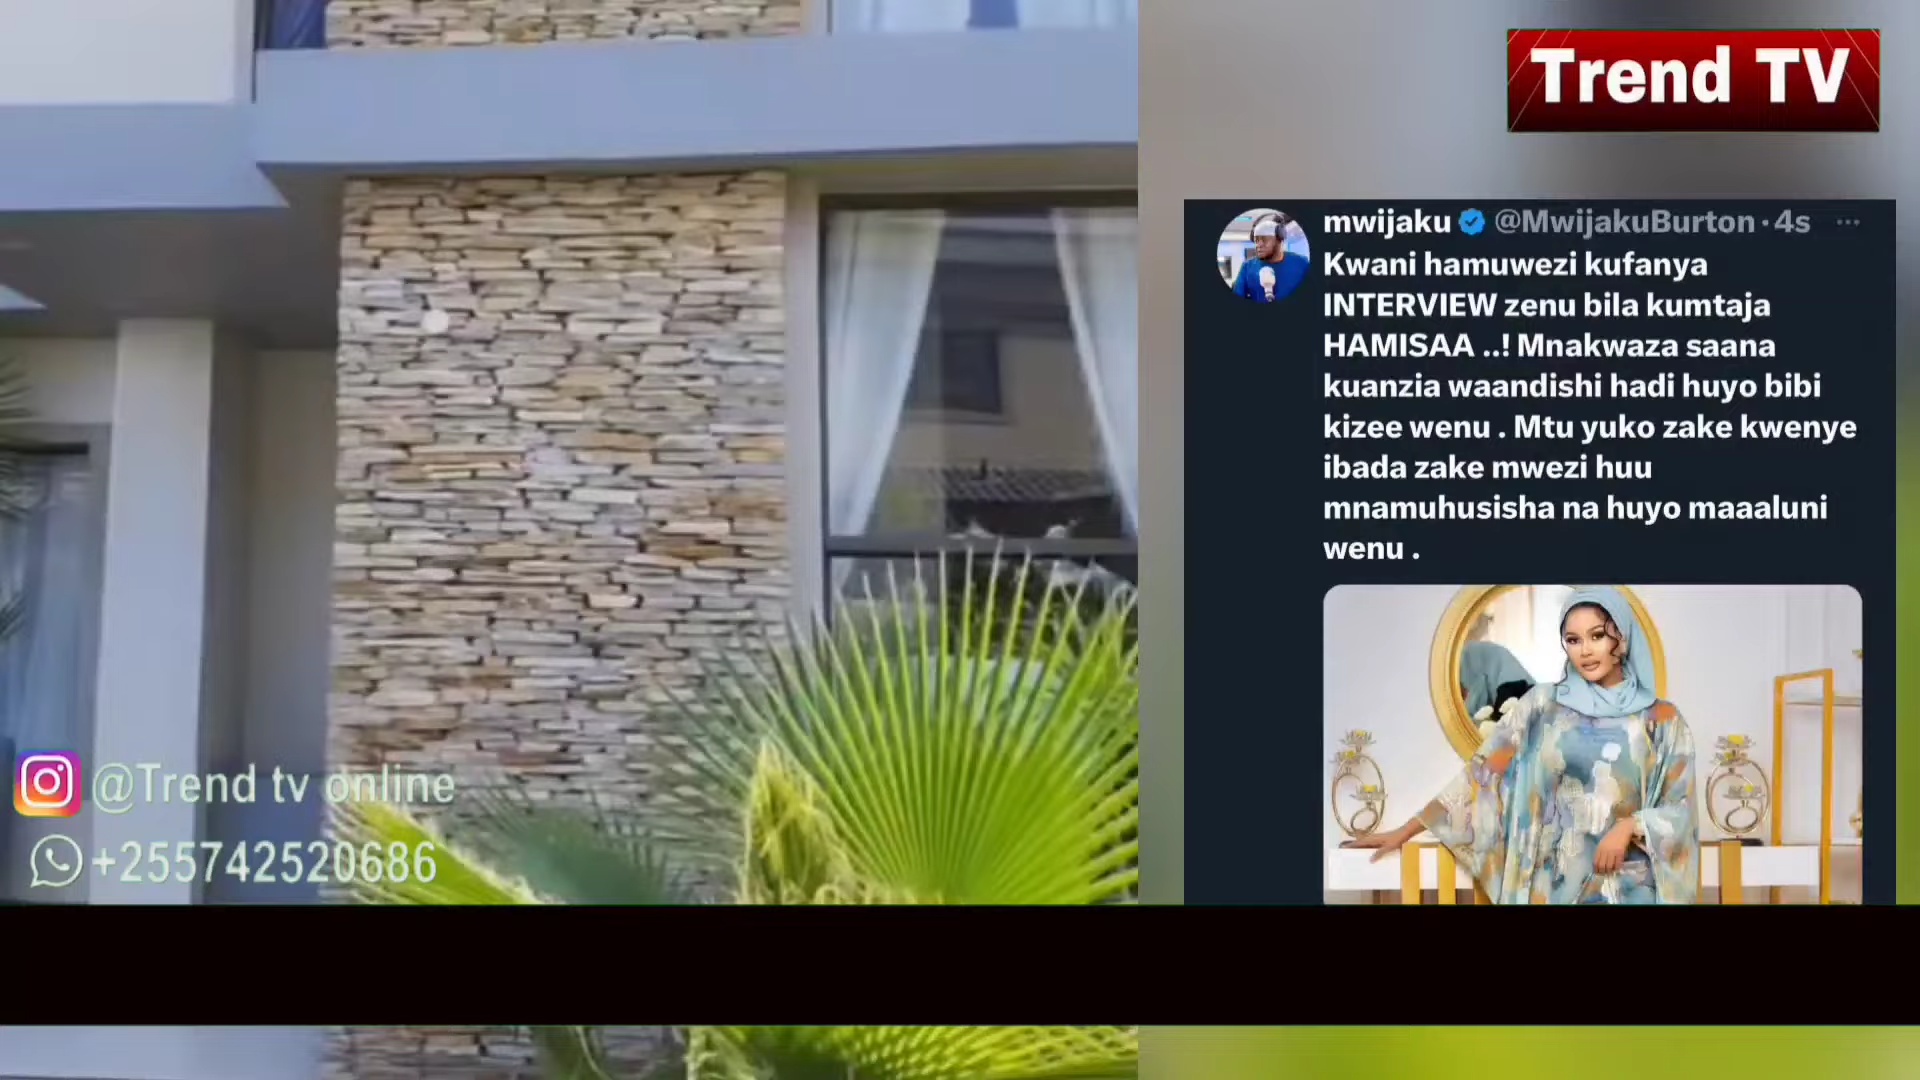 Trend TV
mwijaku @MwijakuBurton · 4s
Kwani hamuwezi kufanya
INTERVIEW zenu bila kumtaja
HAMISAA ..! Mnakwaza saana
kuanzia waandishi hadi huyo bibi
kizee wenu . Mtu yuko zake kwenye
ibada zake mwezi huu
mnamuhusisha na huyo maaaluni
wenu .
@Trend tv online
+255742520686